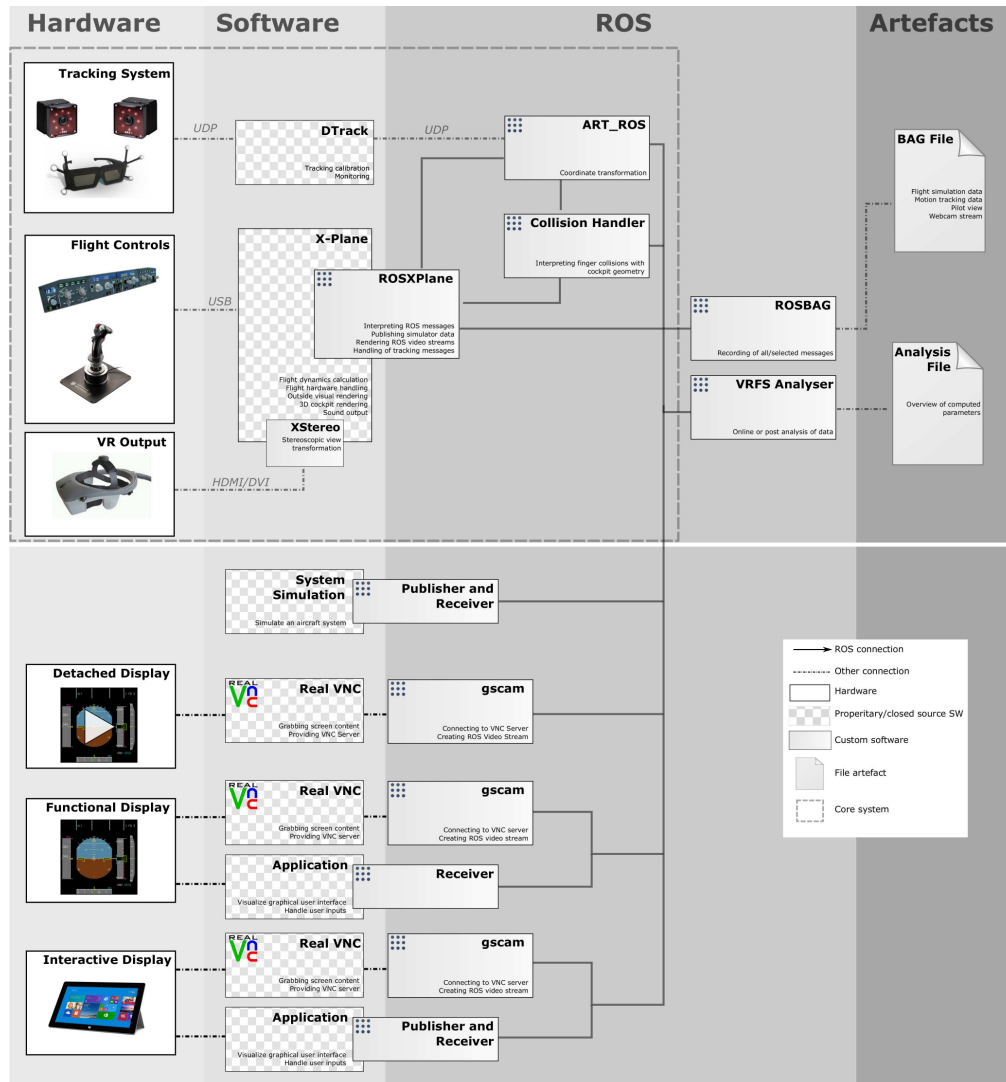 Hardware
Software
ROS
Artefacts
Tracking System
UDP
DTrack
Tracking calibration
Monitoring
UDP
ART_ROS
Coordinate transformation
BAG File
Flight simulation data
Motion tracking data
Pilot view
Webcam stream
Flight Controls
USB
X-Plane
ROSXPlane
Interpreting ROS messages
Publishing simulator data
Rendering ROS video streams
Handling of tracking messages
Flight dynamics calculation
Flight hardware handling
Outside visual rendering
3D cockpit rendering
Sound output
Collision Handler
Interpreting finger collisions with
cockpit geometry
ROSBAG
Recording of all/selected messages
VRFS Analyser
Online or post analysis of data
Analysis
File
Overview of computed
parameters
XStereo
Stereoscopic view
transformation
VR Output
HDMI/DVI
System
Simulation
Simulate an aircraft system
Publisher and
Receiver
ROS connection
Other connection
Hardware
Properitary/closed source SW
Custom software
File artefact
Core system
Detached Display
REAL
Vnc
Real VNC
Grabbing screen content
Providing VNC Server
gscam
Connecting to VNC Server
Creating ROS Video Stream
Functional Display
REAL
Vnc
Real VNC
Grabbing screen content
Providing VNC server
gscam
Connecting to VNC server
Creating ROS video stream
Application
Visualize graphical user interface
Handle user inputs
Receiver
Interactive Display
REAL
Vnc
Real VNC
Grabbing screen content
Providing VNC server
gscam
Connecting to VNC server
Creating ROS video stream
Application
Visualize graphical user interface
Handle user inputs
Publisher and
Receiver